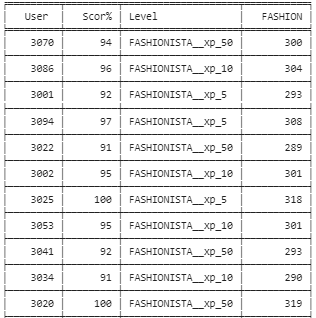 User Scor% Level FASHION
3070 94 FASHIONISTA__xp_50 300
3086 96 FASHIONISTA__xp_10 304
3001 92 FASHIONISTA__xp_5 293
3094 97 FASHIONISTA__xp_5 308
3022 91 FASHIONISTA__xp_50 289
3002 95 FASHIONISTA__xp_10 301
3025 100 FASHIONISTA__xp_5 318
3053 95 FASHIONISTA__xp_10 301
3041 92 FASHIONISTA__xp_50 293
3034 91 FASHIONISTA__xp_10 290
3020 100 FASHIONISTA__xp_50 319